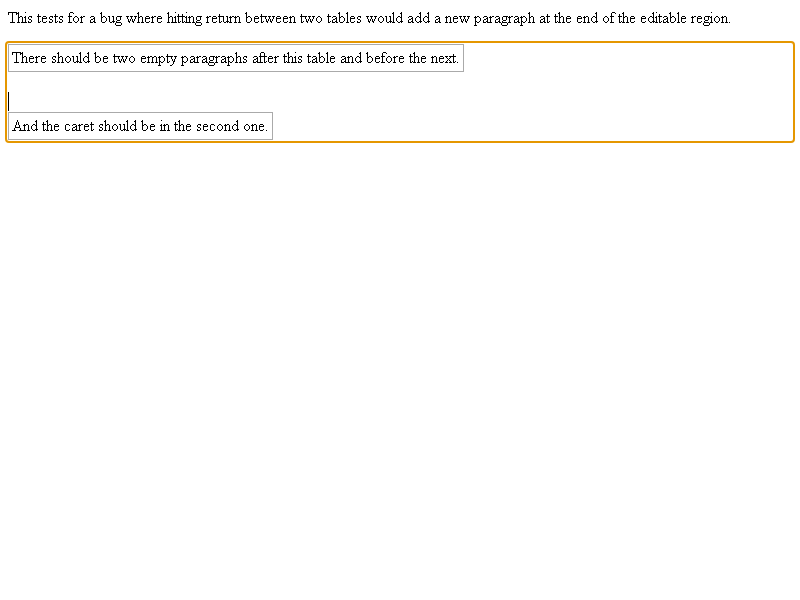 This tests for a bug where hitting return between two tables would add a new paragraph at the end of the editable region.
There should be two empty paragraphs after this table and before the next.
And the caret should be in the second one.